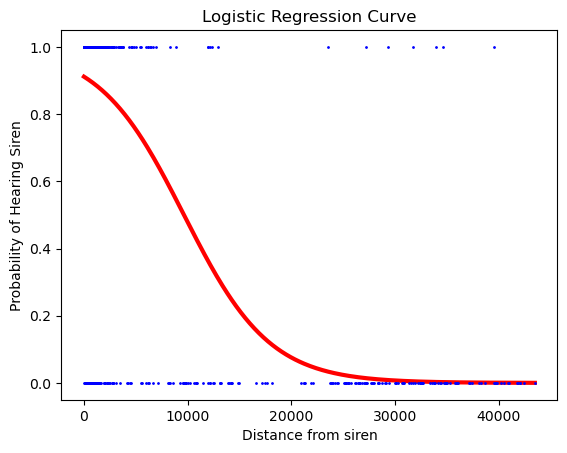 Logistic Regression Curve
1.0
0.8
0.6
0.4
0.2
0.0
Probability of Hearing Siren
0 10000 20000 30000 40000
Distance from siren